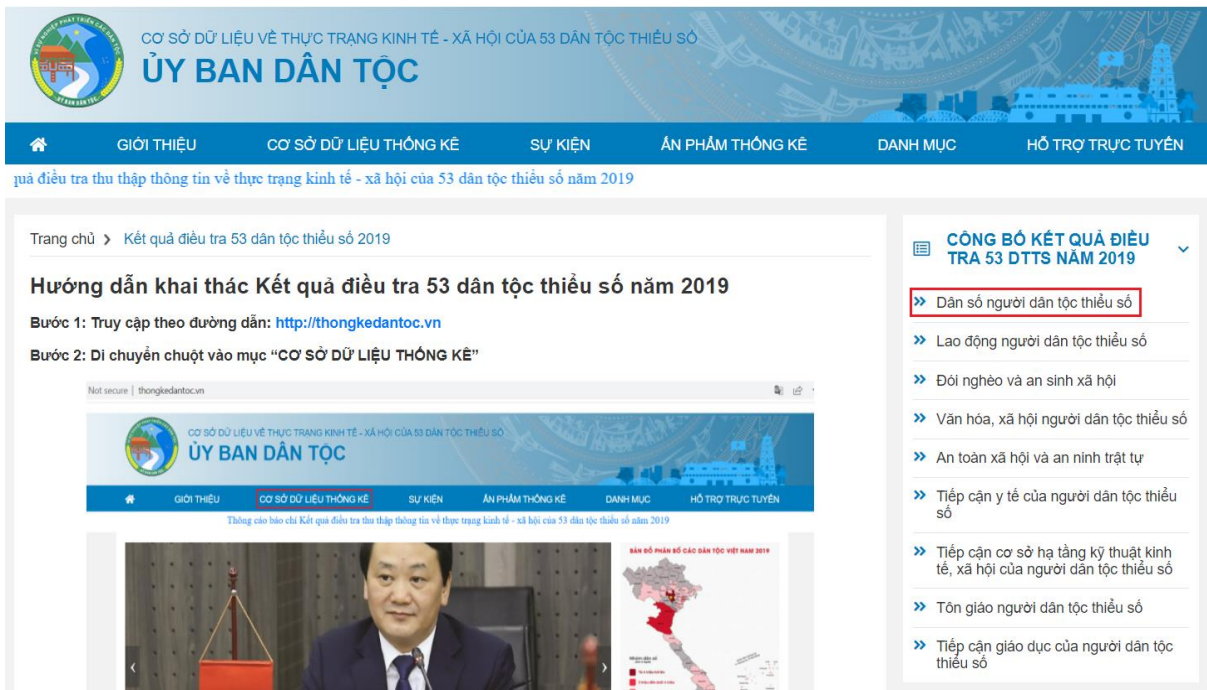 CƠ SỞ DỮ LIỆU VỀ THỰC TRẠNG KINH TẾ - XÃ HỘI CỦA 53 DÂN TỘC THIỂU SỐ
ỦY BAN DÂN TỘC
ỦY BAN DÂN TỘC
GIỚI THIỆU CƠ SỞ DỮ LIỆU THỐNG KÊ SỰ KIỆN ẤN PHẨM THỐNG KÊ DANH MỤC HỖ TRỢ TRỰC TUYẾN
quả điều tra thu thập thông tin về thực trạng kinh tế - xã hội của 53 dân tộc thiểu số năm 2019
Trang chủ Kết quả điều tra 53 dân tộc thiểu số 2019
Hướng dẫn khai thác Kết quả điều tra 53 dân tộc thiểu số năm 2019
Bước 1: Truy cập theo đường dẫn: http://thongkedantoc.vn
Bước 2: Di chuyển chuột vào mục “CƠ SỞ DỮ LIỆU THỐNG KÊ”
Not secure | thongkedantoc.vn
CƠ SỞ DỮ LIỆU VỀ THỰC TRẠNG KINH TẾ - XÃ HỘI CỦA 53 DÂN TỘC THIỂU SỐ
ỦY BAN DÂN TỘC
GIỚI THIỆU CƠ SỞ DỮ LIỆU THỐNG KÊ SỰ KIỆN ẤN PHẨM THỐNG KÊ DANH MỤC HỖ TRỢ TRỰC TUYẾN
Thông cáo báo chí Kết quả điều tra thu thập thông tin về thực trạng kinh tế - xã hội của 53 dân tộc thiểu số năm 2019
BẢN ĐỒ PHÂN BỐ CÁC DÂN TỘC VIỆT NAM 2019
CÔNG BỐ KẾT QUẢ ĐIỀU
TRA 53 DTTS NĂM 2019
Dân số người dân tộc thiểu số
Lao động người dân tộc thiểu số
Đói nghèo và an sinh xã hội
Văn hóa, xã hội người dân tộc thiểu số
An toàn xã hội và an ninh trật tự
Tiếp cận y tế của người dân tộc thiểu
số
Tiếp cận cơ sở hạ tầng kỹ thuật kinh
tế, xã hội của người dân tộc thiểu số
Tôn giáo người dân tộc thiểu số
Tiếp cận giáo dục của người dân tộc
thiểu số